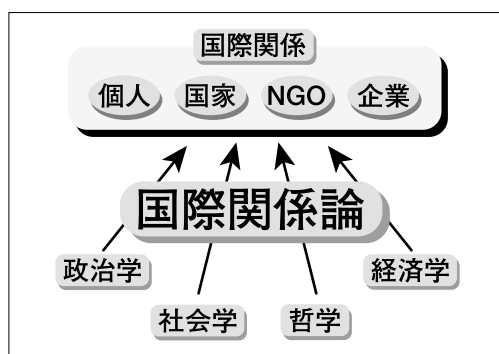 国際関係
個人 国家 NGO 企業
国際関係論
政治学 経済学
社会学 哲学